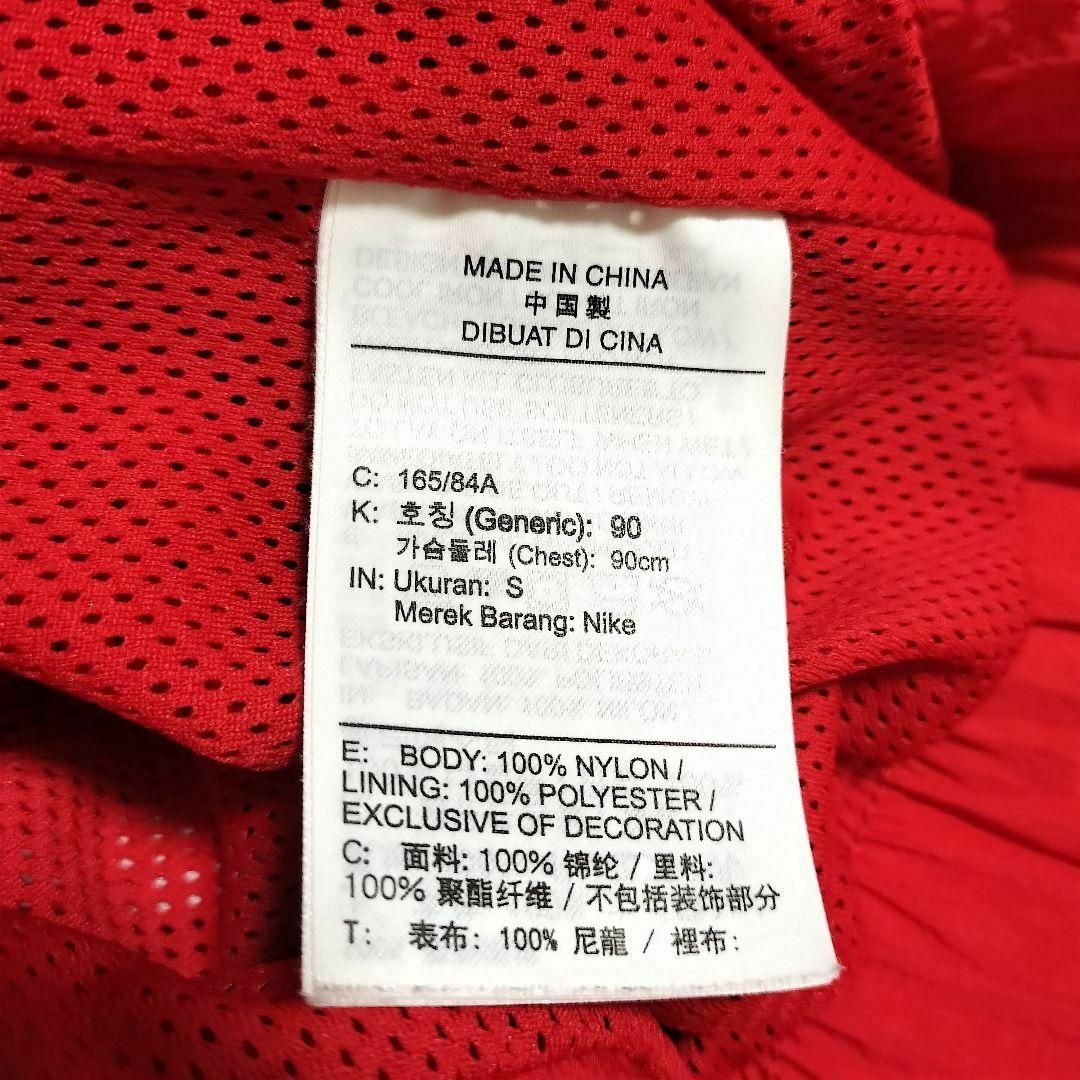 MADE IN CHINA
中国製
DIBUAT DI CINA
C: 165/84A
K: 호칭 (Generic): 90
가슴둘레 (Chest): 90cm
IN: Ukuran: S
Merek Barang: Nike
E: BODY: 100% NYLON /
LINING: 100% POLYESTER /
EXCLUSIVE OF DECORATION
C: 面料: 100% 锦纶 / 里料:
100% 聚酯纤维 / 不包括装饰部分
T: 表布: 100% 尼龍 / 裡布: